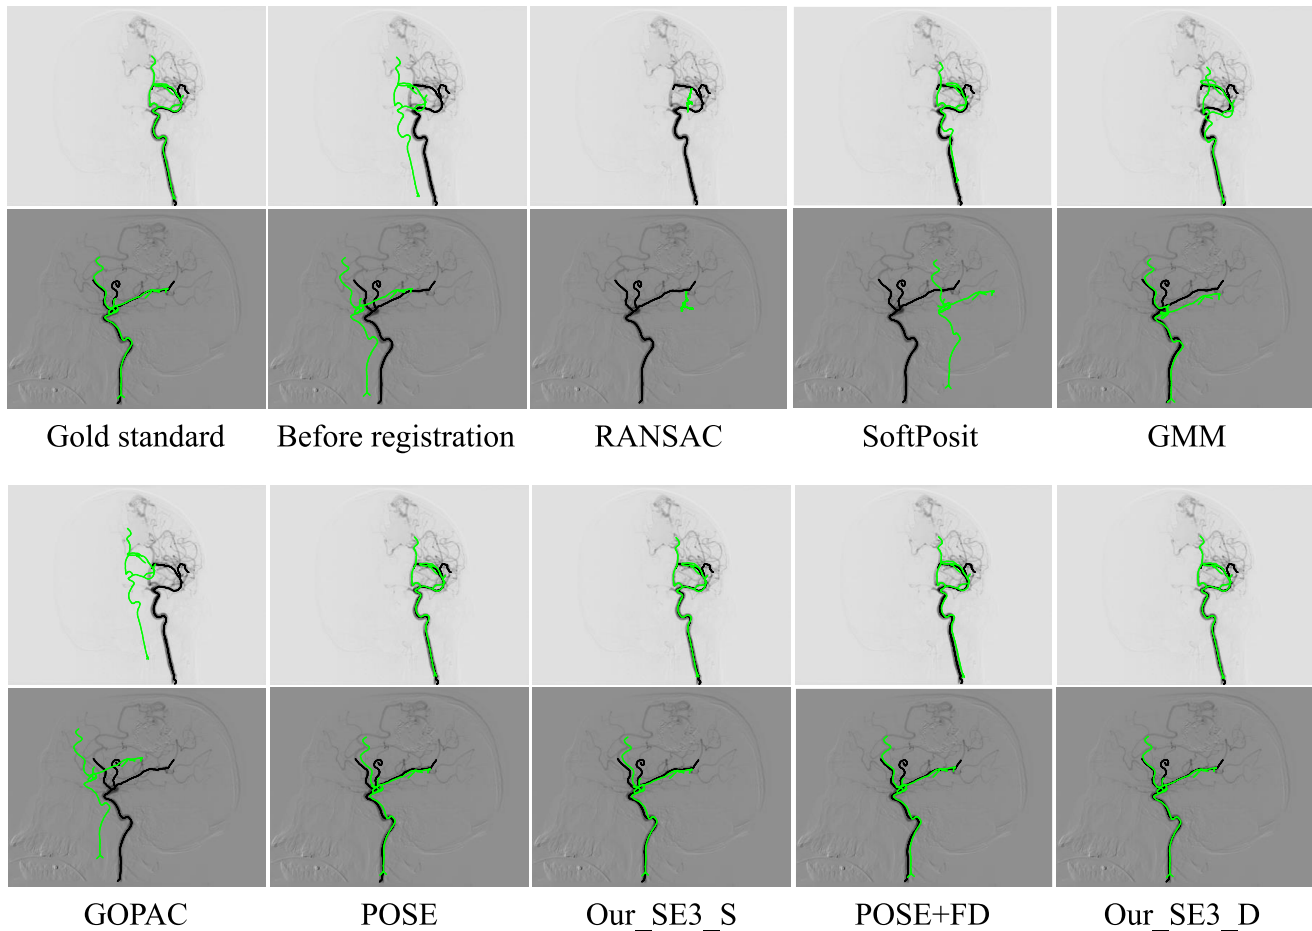 Gold standard
Before registration
RANSAC
SoftPosit
GMM
GOPAC
POSE
Our_SE3_S
POSE+FD
Our_SE3_D